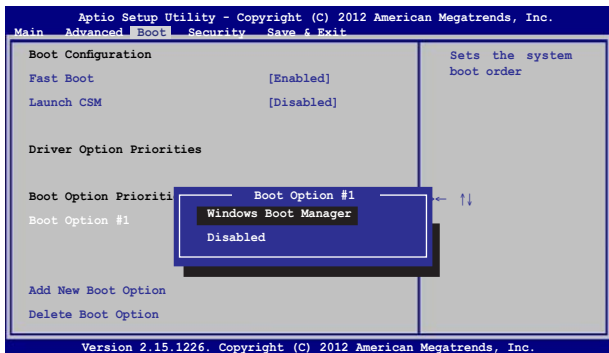 Aptio Setup Utility - Copyright (C) 2012 American Megatrends, Inc.
Main Advanced Boot Security Save & Exit
Boot Configuration
Fast Boot [Enabled]
Launch CSM [Disabled]
Driver Option Priorities
Boot Option Prioriti
Boot Option #1
Add New Boot Option
Delete Boot Option
Boot Option #1
Windows Boot Manager
Disabled
Sets the system
boot order
← ↑↓
Version 2.15.1226. Copyright (C) 2012 American Megatrends, Inc.